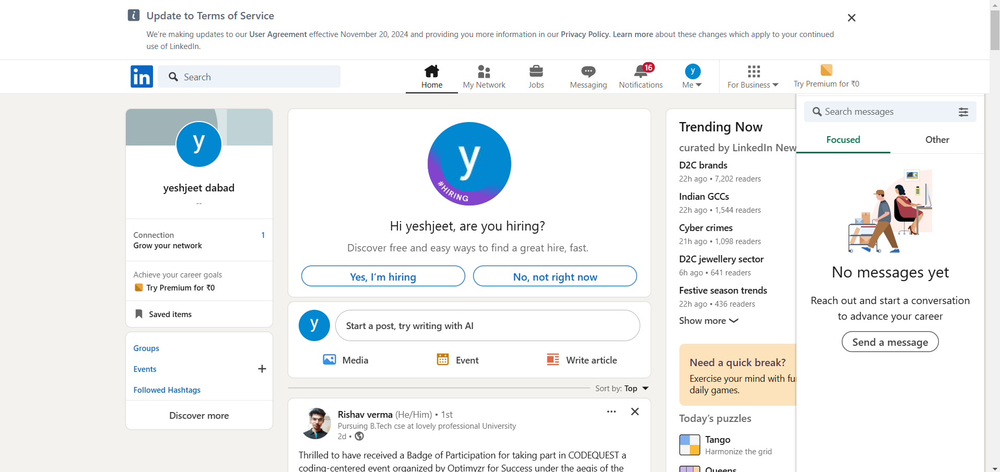 Update to Terms of Service
We're making updates to our User Agreement effective November 20, 2024 and providing you more information in our Privacy Policy. Learn more about these changes which apply to your continued
use of LinkedIn.
in
Search
Home
My Network
Jobs
Messaging
16
Notifications
y
Me
For Business
Try Premium for ₹0
y
yeshjeet dabad
--
Connection 1
Grow your network
Achieve your career goals
Try Premium for ₹0
Saved items
Groups
Events
Followed Hashtags
Discover more
y
#HIRING
Hi yeshjeet, are you hiring?
Discover free and easy ways to find a great hire, fast.
Yes, I'm hiring
No, not right now
y
Start a post, try writing with AI
Media
Event
Write article
Sort by: Top
Rishav verma (He/Him) • 1st
Pursuing B.Tech cse at lovely professional University
2d •
Thrilled to have received a Badge of Participation for taking part in CODEQUEST a
coding-centered event organized by Optimyzr for Success under the aegis of the
Trending Now
curated by LinkedIn New
D2C brands
22h ago • 7,202 readers
Indian GCCs
22h ago • 1,544 readers
Cyber crimes
21h ago • 1,098 readers
D2C jewellery sector
6h ago • 641 readers
Festive season trends
22h ago • 436 readers
Show more
Need a quick break?
Exercise your mind with fu
daily games.
Today's puzzles
Tango
Harmonize the grid
Queens
Search messages
Focused
Other
No messages yet
Reach out and start a conversation
to advance your career
Send a message